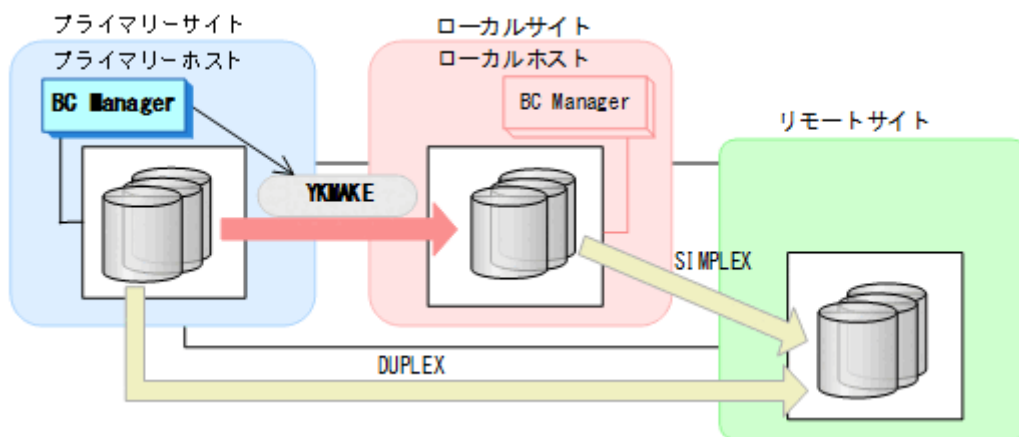 プライマリーサイト
プライマリーホスト
BC Manager
ローカルサイト
ローカルホスト
BC Manager
リモートサイト
YKMAKE
SIMPLEX
DUPLEX